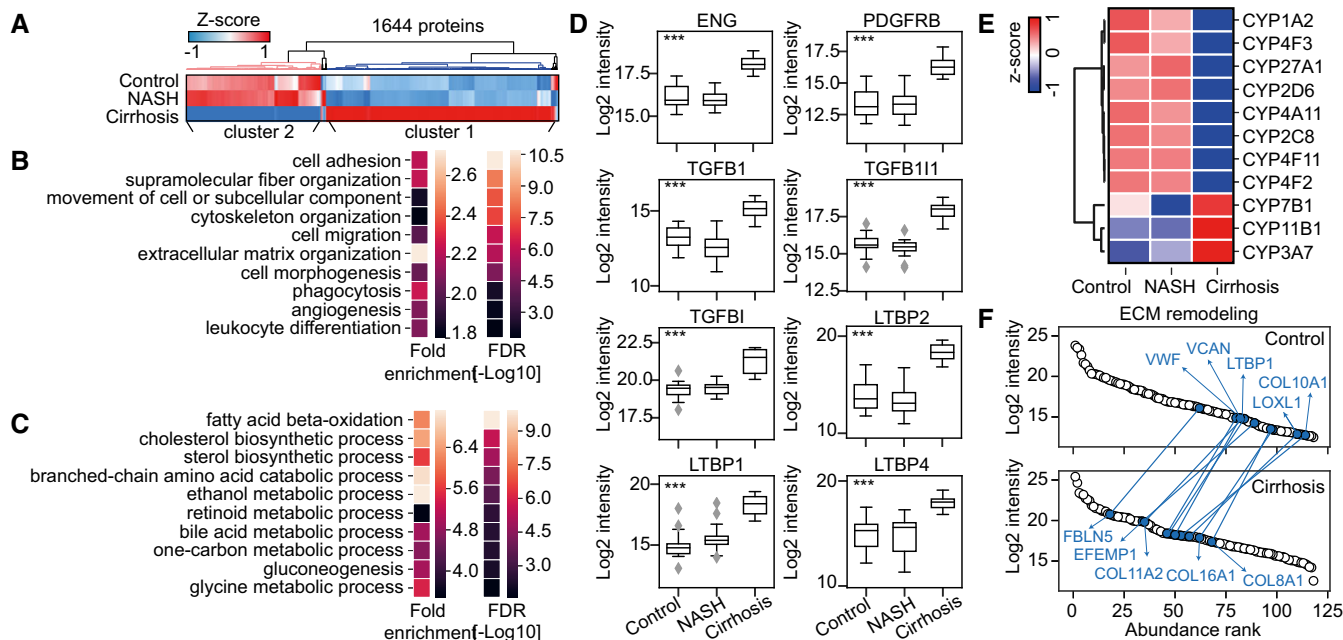 A
Z-score
-1
1
1644 proteins
Control
NASH
Cirrhosis
cluster 2
cluster 1
B
cell adhesion
supramolecular fiber organization
movement of cell or subcellular component
cytoskeleton organization
cell migration
extracellular matrix organization
cell morphogenesis
phagocytosis
angiogenesis
leukocyte differentiation
2.6
2.4
2.2
2.0
1.8
10.5
9.0
7.5
6.0
4.5
3.0
Fold
enrichment
FDR
[-Log10]
C
fatty acid beta-oxidation
cholesterol biosynthetic process
sterol biosynthetic process
branched-chain amino acid catabolic process
ethanol metabolic process
retinoid metabolic process
bile acid metabolic process
one-carbon metabolic process
gluconeogenesis
glycine metabolic process
6.4
5.6
4.8
4.0
9.0
7.5
6.0
4.5
3.0
Fold
enrichment
FDR
[-Log10]
D
ENG
***
Log2 intensity
17.5
15.0
PDGFRB
***
Log2 intensity
17.5
15.0
12.5
TGFB1
***
Log2 intensity
15
10
TGFB1I1
***
Log2 intensity
17.5
15.0
12.5
TGFBI
***
Log2 intensity
22.5
20.0
17.5
LTBP2
***
Log2 intensity
20
10
LTBP1
***
Log2 intensity
20
15
LTBP4
***
Log2 intensity
20
10
Control
NASH
Cirrhosis
Control
NASH
Cirrhosis
E
z-score
1
0
-1
CYP1A2
CYP4F3
CYP27A1
CYP2D6
CYP4A11
CYP2C8
CYP4F11
CYP4F2
CYP7B1
CYP11B1
CYP3A7
Control
NASH
Cirrhosis
F
ECM remodeling
Log2 intensity
25
20
15
Control
VCAN
VWF
LTBP1
COL10A1
LOXL1
Log2 intensity
25
20
15
Cirrhosis
FBLN5
EFEMP1
COL11A2
COL16A1
COL8A1
0
25
50
75
100
125
Abundance rank